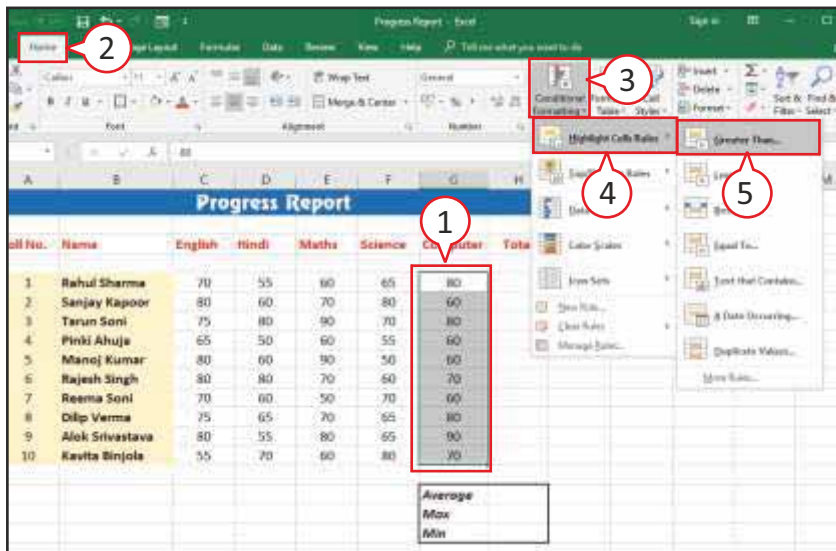 Progress Report - Excel Sign in
Home 2 Page Layout Formulas Data Review View Help Tell me what you want to do
3
Calibri 11 A A Wrap Text General Insert Σ
B I U A Merge & Center % Conditional Cell Delete Sort & Find &
Formatting Table Styles Format Filter Select
Font Alignment Number
Highlight Cells Rules Greater Than...
4 5
80
A B C D E F G H M
Progress Report
1
Rules
Data
Color Scales Equal To...
Icon Sets Text that Contains...
New Rule... A Date Occurring...
Clear Rules
Manage Rules... Duplicate Values...
More Rules...
oll No. Name English Hindi Maths Science Computer Tota
1 Rahul Sharma 70 55 60 65 80
2 Sanjay Kapoor 80 60 70 80 60
3 Tarun Soni 75 80 90 70 80
4 Pinki Ahuja 65 50 60 55 60
5 Manoj Kumar 80 60 90 50 60
6 Rajesh Singh 80 80 70 60 70
7 Reema Soni 70 60 50 70 60
8 Dilip Verma 75 65 70 65 80
9 Alok Srivastava 80 55 80 65 90
10 Kavita Binjola 55 70 60 80 70
Average
Max
Min